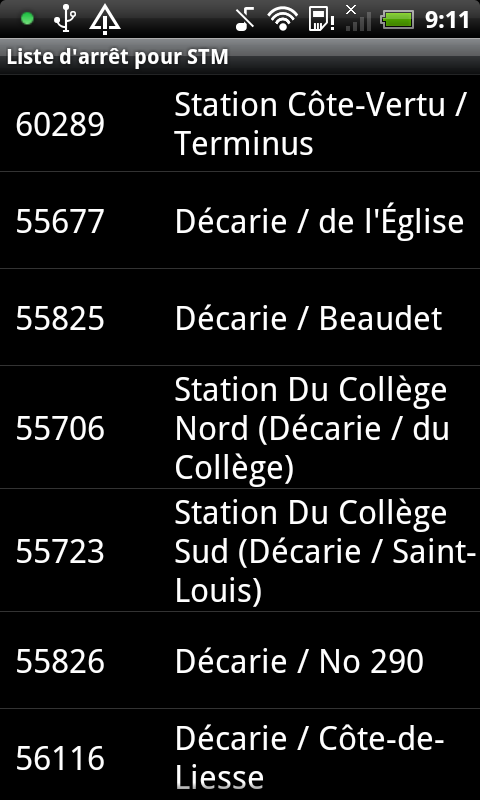 9:11
Liste d'arrêt pour STM
60289
Station Côte-Vertu /
Terminus
55677
Décarie / de l'Église
55825
Décarie / Beaudet
55706
Station Du Collège
Nord (Décarie / du
Collège)
55723
Station Du Collège
Sud (Décarie / Saint-
Louis)
55826
Décarie / No 290
56116
Décarie / Côte-de-
Liesse